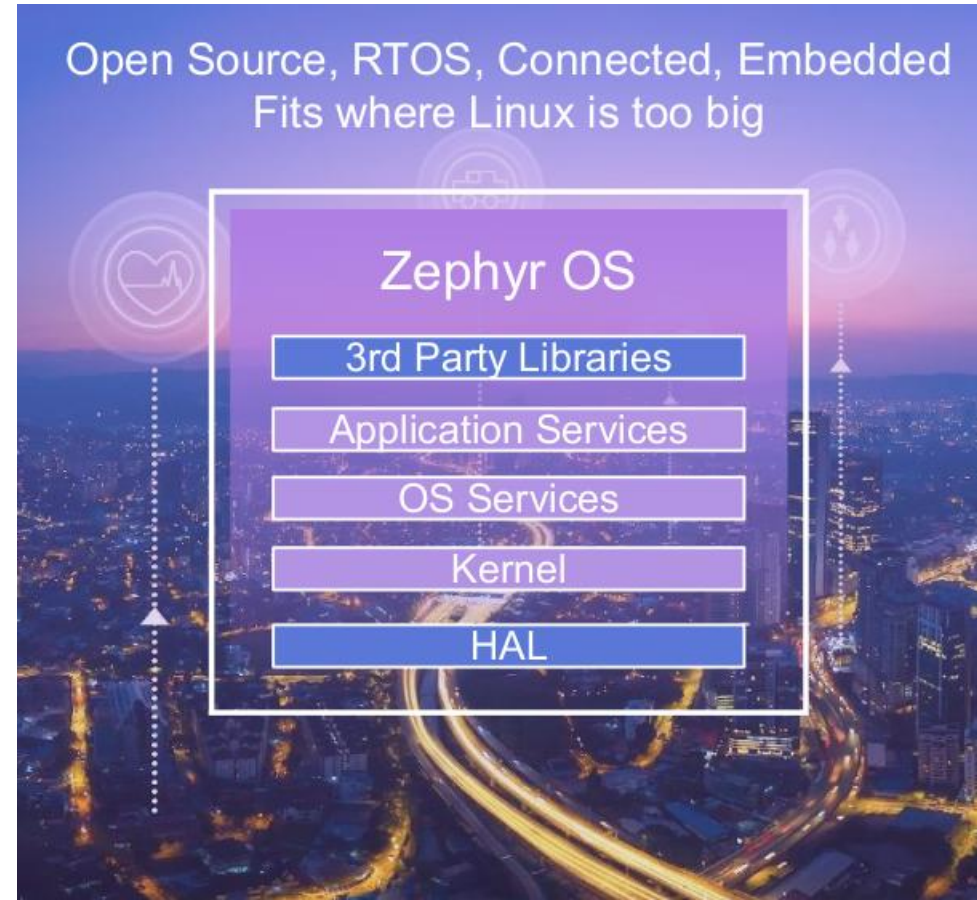 Open Source, RTOS, Connected, Embedded
Fits where Linux is too big
Zephyr OS
3rd Party Libraries
Application Services
OS Services
Kernel
HAL